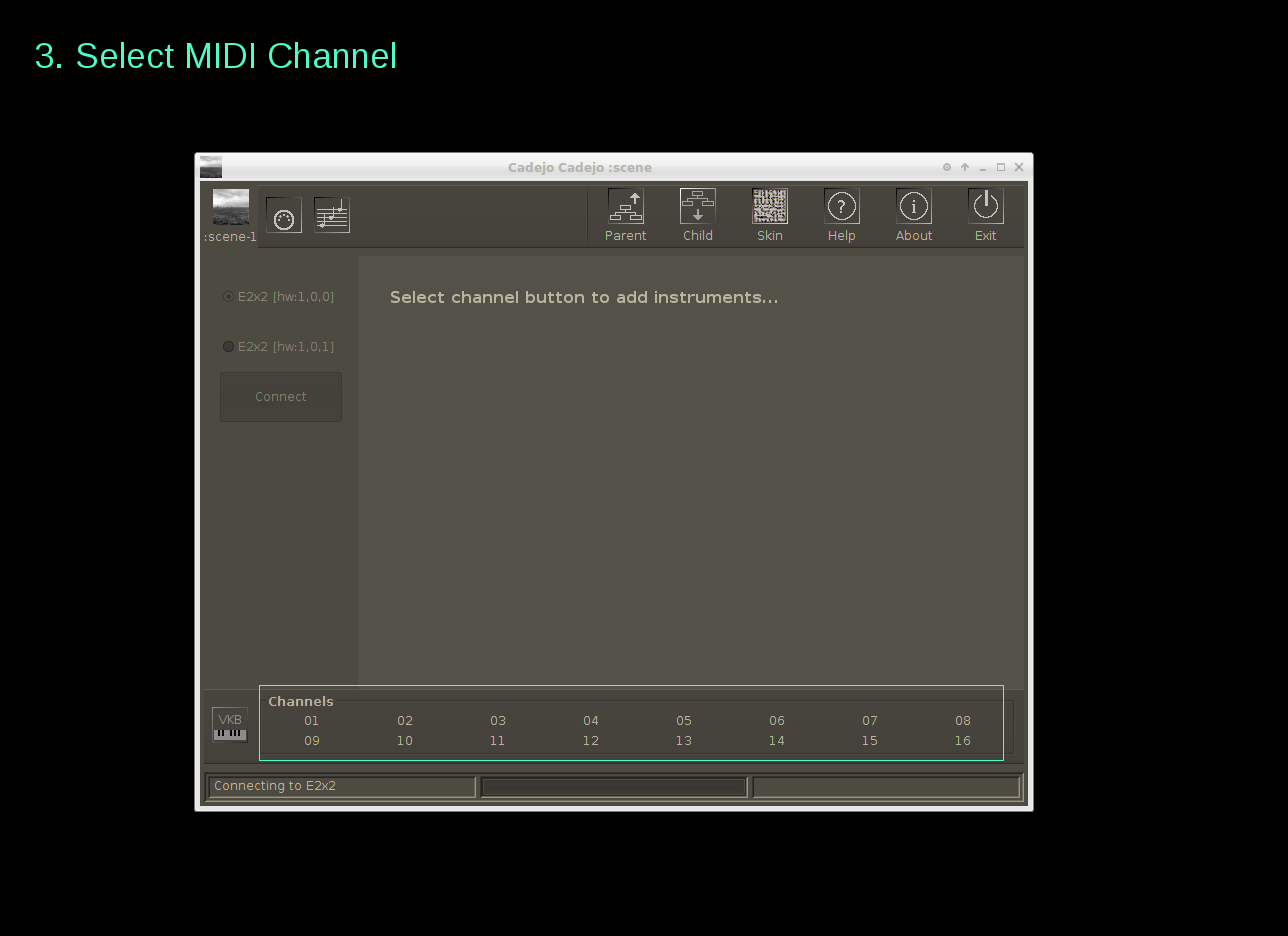 3. Select MIDI Channel
Cadejo Cadejo :scene
:scene-1
Parent Child Skin ? Help i About Exit
E2x2 [hw:1,0,0]
Select channel button to add instruments...
E2x2 [hw:1,0,1]
Connect
Channels
VKB
01 02 03 04 05 06 07 08
09 10 11 12 13 14 15 16
Connecting to E2x2